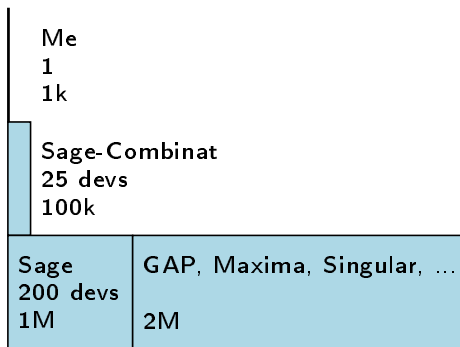 Me
1
1k
Sage-Combinat
25 devs
100k
Sage
200 devs
1M
GAP, Maxima, Singular, ...
2M